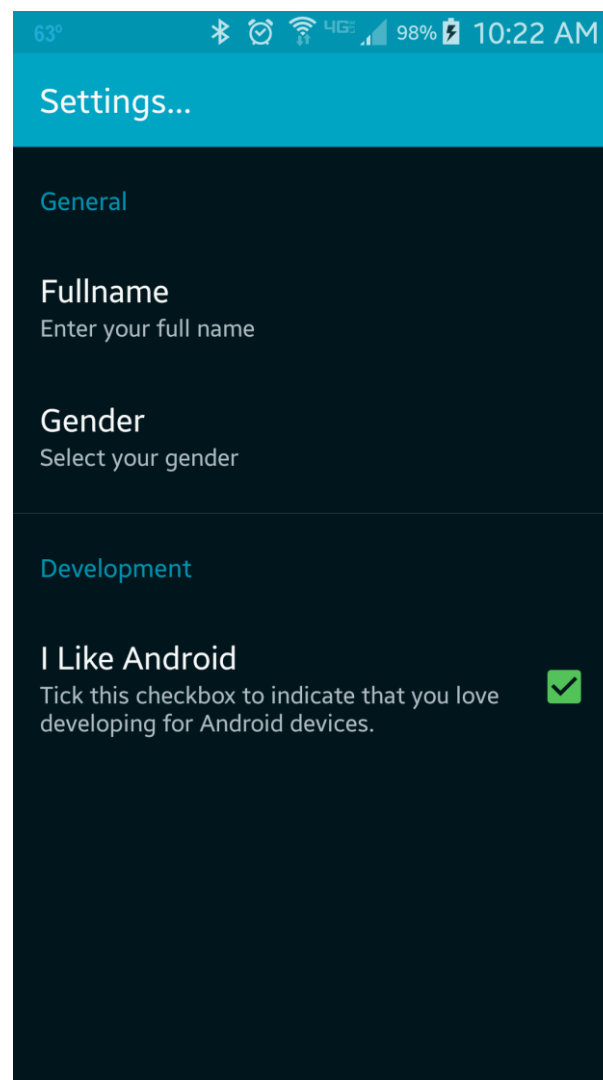 63° 4GE 98% 10:22 AM
Settings...
General
Fullname
Enter your full name
Gender
Select your gender
Development
I Like Android
Tick this checkbox to indicate that you love
developing for Android devices.